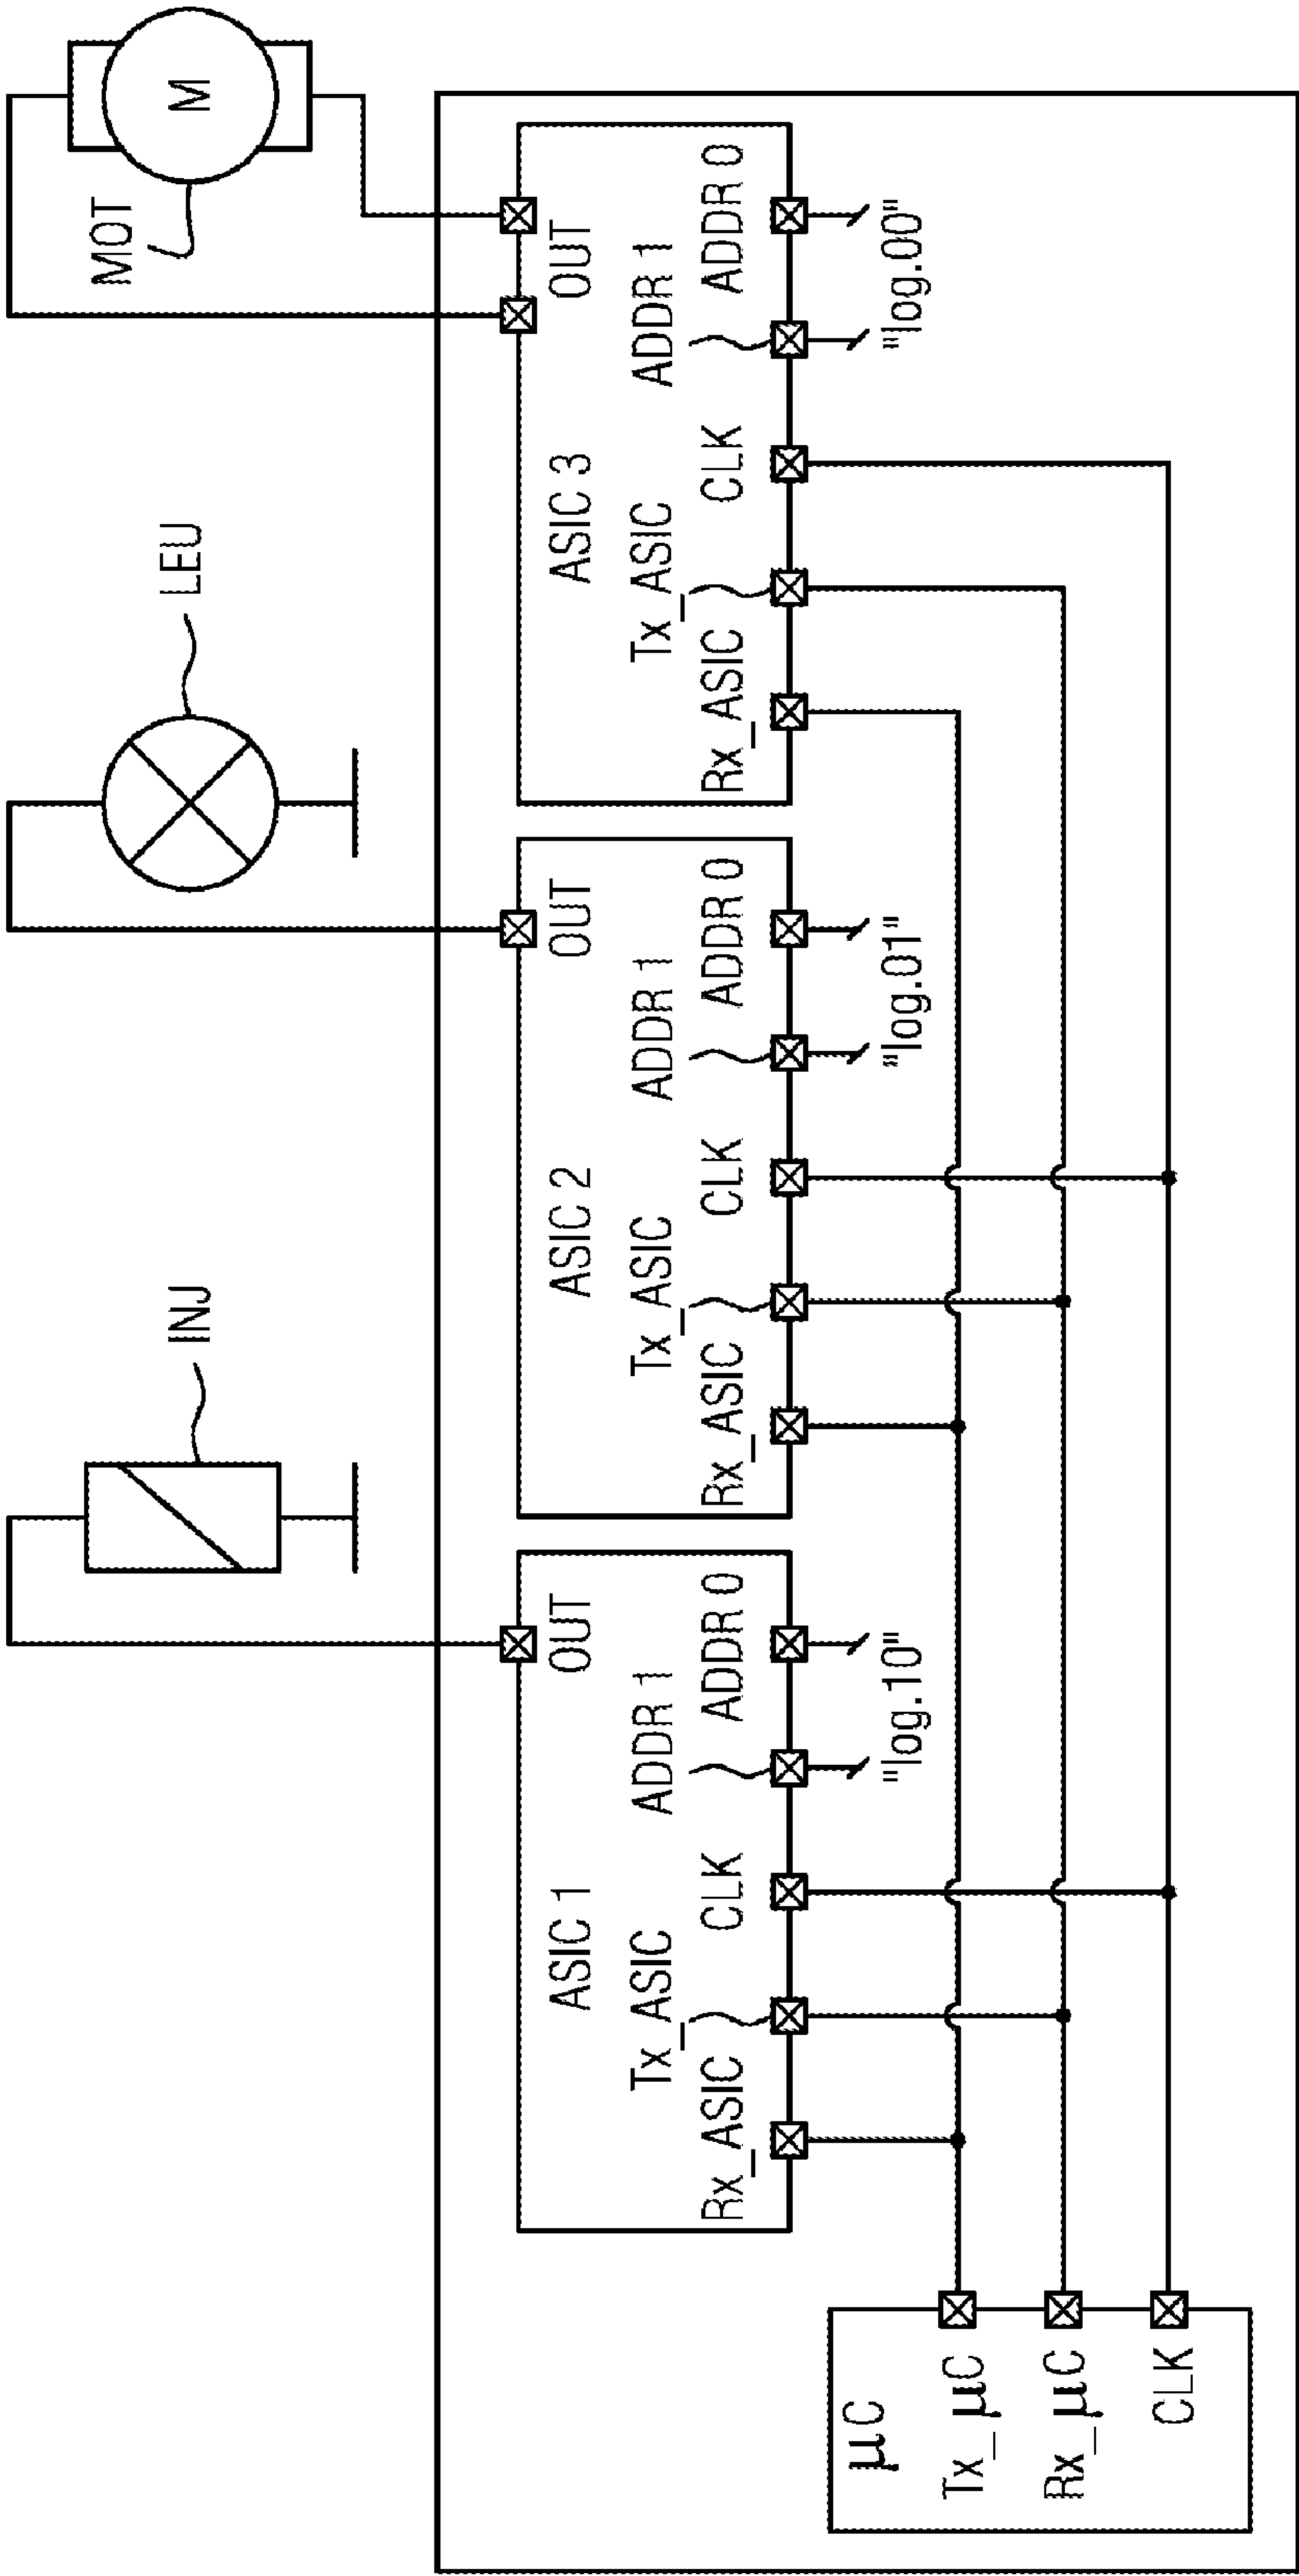 INJ
LEU
MOT
M
OUT
ASIC 1
ADDR 1
Tx_ASIC
Rx_ASIC
CLK
ADDR 0
"log.10"
OUT
ASIC 2
ADDR 1
Tx_ASIC
Rx_ASIC
CLK
ADDR 0
"log.01"
OUT
ASIC 3
ADDR 1
Tx_ASIC
Rx_ASIC
CLK
ADDR 0
"log.00"
µC
Tx_µC
Rx_µC
CLK